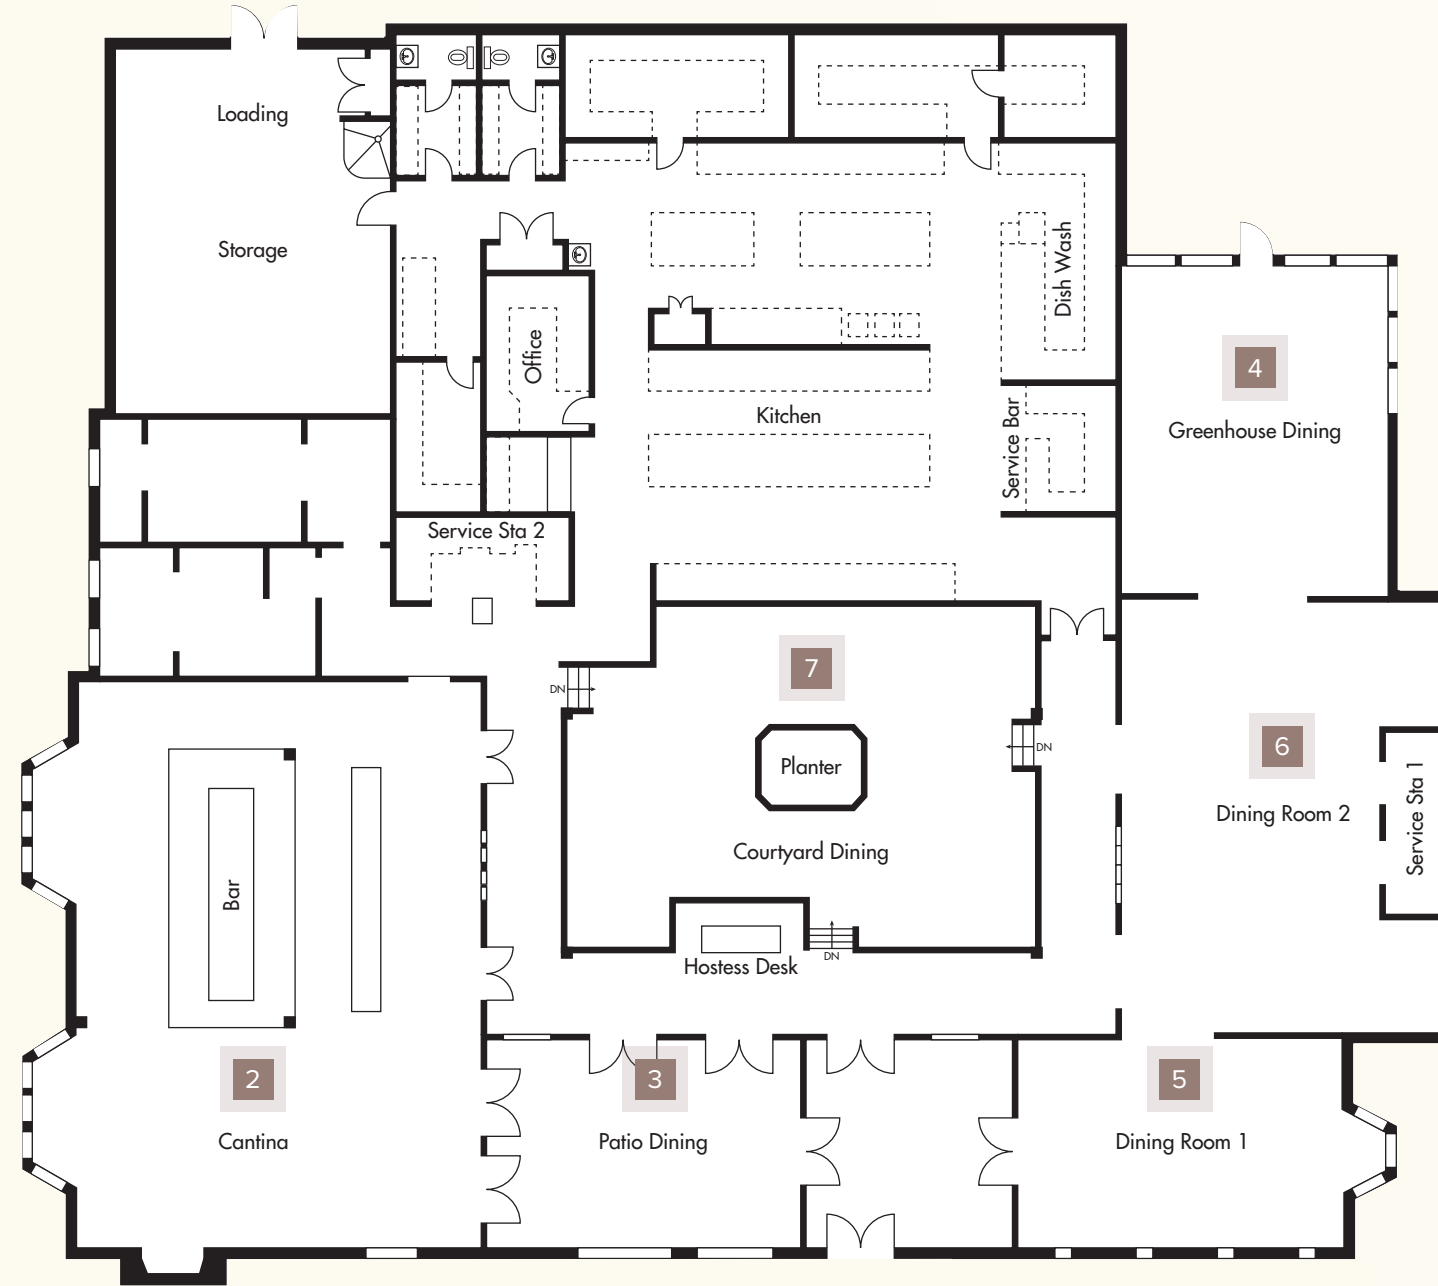 Loading
Storage
Office
Dish Wash
Kitchen
Service Bar
4
Greenhouse Dining
Service Sta 2
7
DN
DN
Planter
Courtyard Dining
6
Dining Room 2
Service Sta 1
Bar
Hostess Desk
DN
2
Cantina
3
Patio Dining
5
Dining Room 1